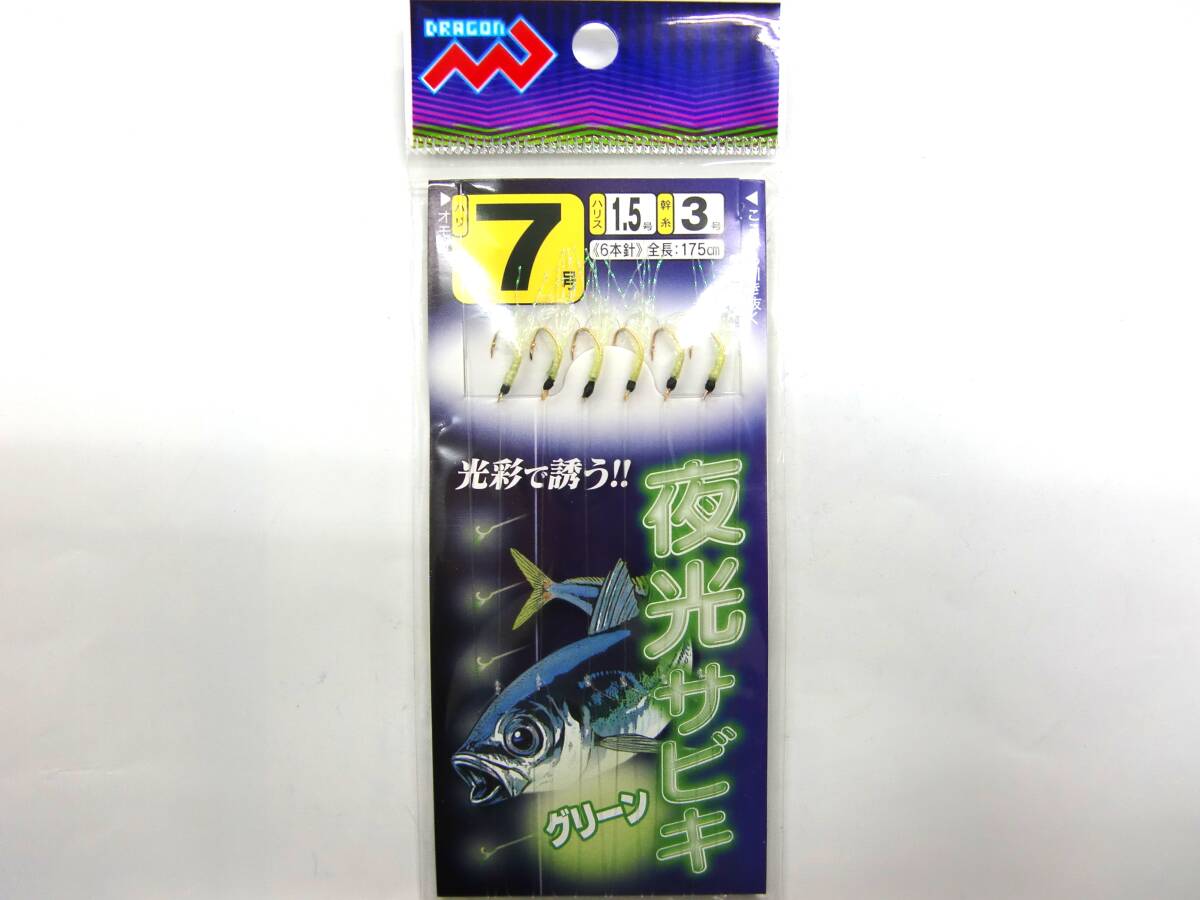 DRAGON
ハリ
7号
ハリス
1.5号
幹糸
3号
《6本針》全長:175cm
光彩で誘う!!
夜光サビキ
グリーン